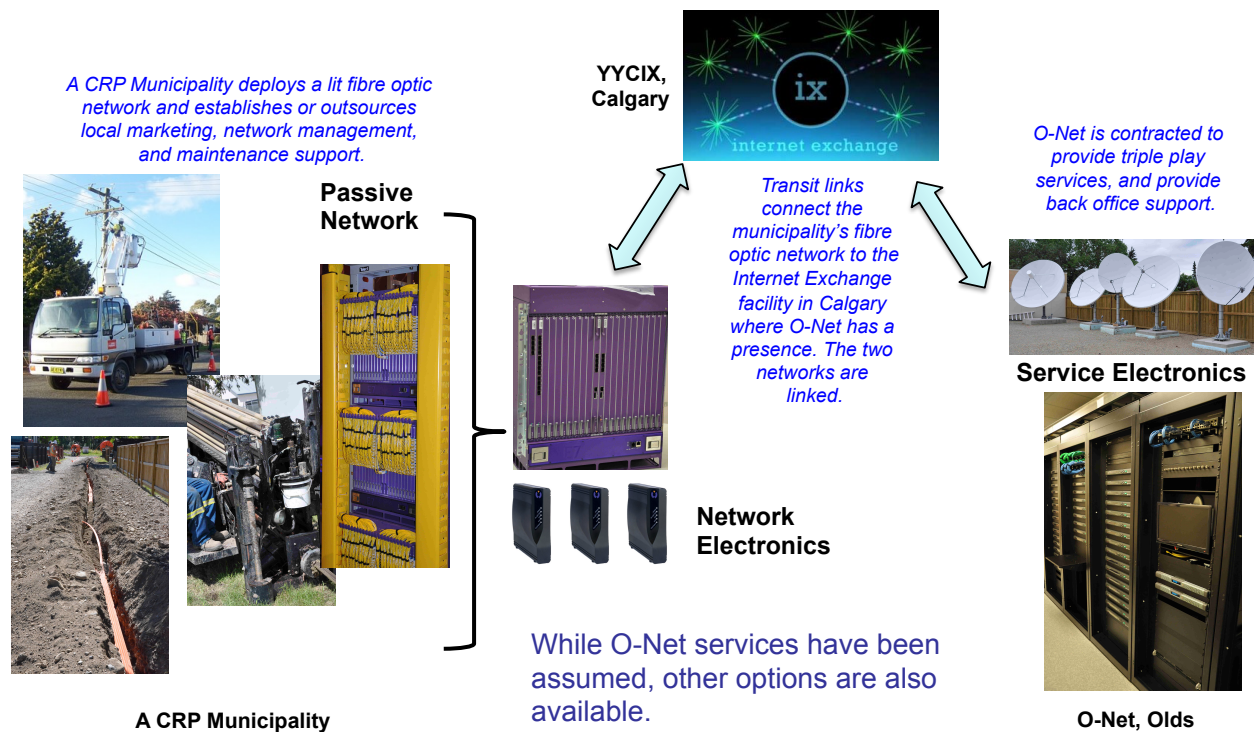 A CRP Municipality deploys a lit fibre optic
network and establishes or outsources
local marketing, network management,
and maintenance support.
Passive
Network
YYCIX,
Calgary
ix
internet exchange
Transit links
connect the
municipality’s fibre
optic network to the
Internet Exchange
facility in Calgary
where O-Net has a
presence. The two
networks are
linked.
O-Net is contracted to
provide triple play
services, and provide
back office support.
Service Electronics
Network
Electronics
While O-Net services have been
assumed, other options are also
available.
A CRP Municipality
O-Net, Olds